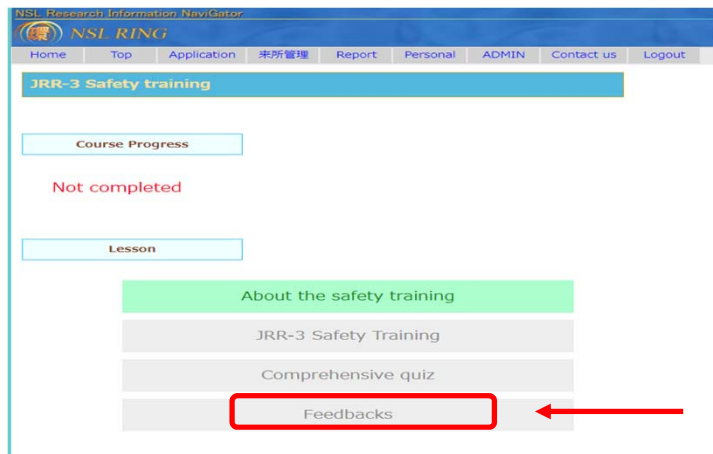 NSL Research Information NaviGator
NSL RING
Home Top Application 来所管理 Report Personal ADMIN Contact us Logout
JRR-3 Safety training
Course Progress
Not completed
Lesson
About the safety training
JRR-3 Safety Training
Comprehensive quiz
Feedbacks